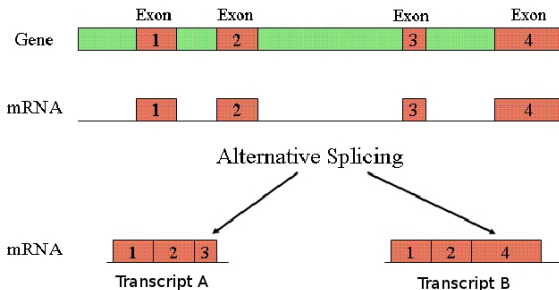 Exon Exon Exon Exon
Gene 1 2 3 4
mRNA 1 2 3 4
Alternative Splicing
mRNA 1 2 3 1 2 4
Transcript A Transcript B